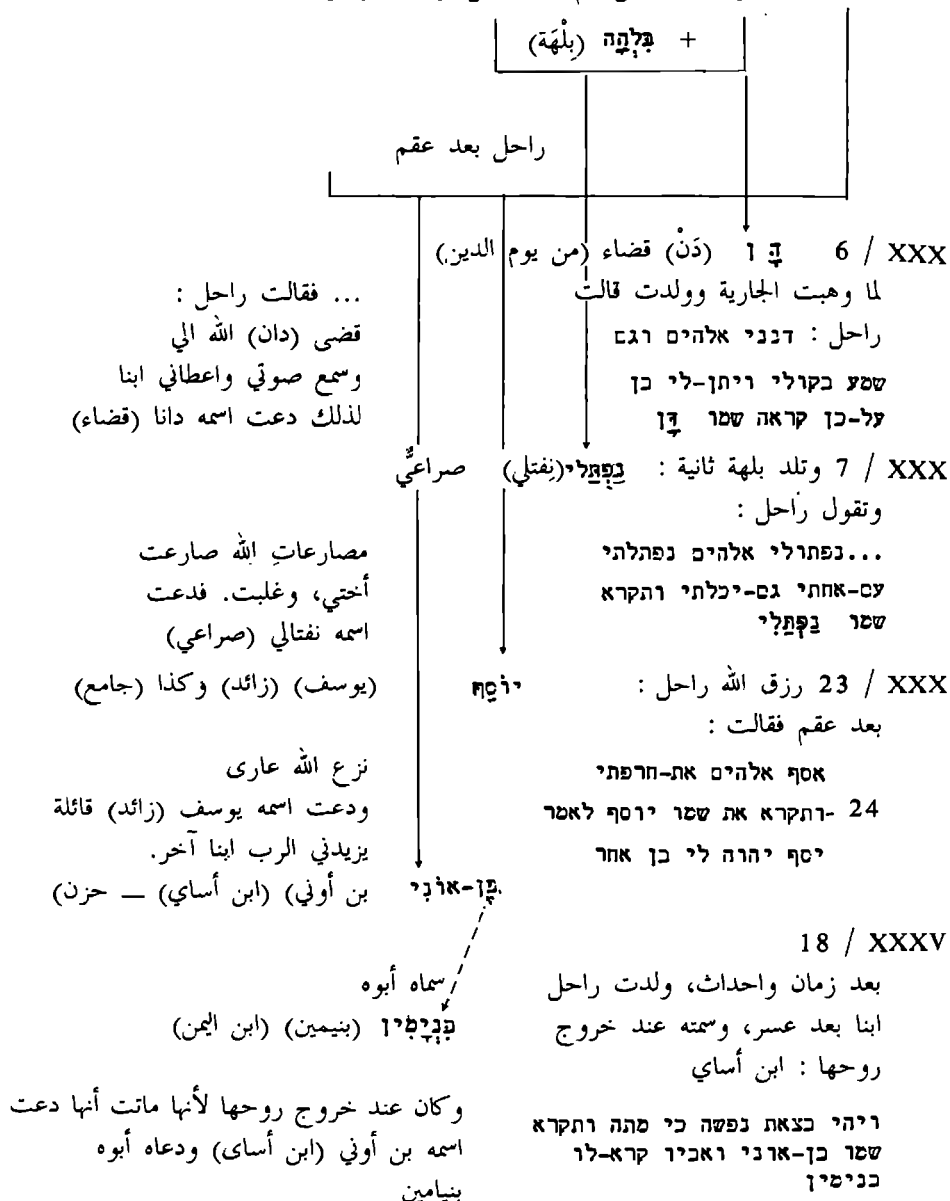 + בִּלְהָה (بِلْهَة)
راحل بعد عقم
XXX / 6 דָּן (دَنْ) قضاء (من يوم الدين)
لما وهبت الجارية وولدت قالت
راحل : דנני אלהים וגם
שמע בקולי ויתן-לי בן
על-כן קראה שמו דָּן
... فقالت راحل :
قضى (دان) الله الي
وسمع صوتي واعطاني ابنا
لذلك دعت اسمه دانا (قضاء)
XXX / 7 وتلد بلهة ثانية : נַפְתָּלי (نِفتلي) صراعيٌّ
وتقول راحل :
...נפתולי אלהים נפתלתי
עם-אחתי גם-יכלתי ותקרא
שמו נַפְתָּלִי
مصارعاتِ الله صارعت
أختي، وغلبت. فدعت
اسمه نفتالي (صراعي)
XXX / 23 رزق الله راحل : יוֹסֵף (يوسف) (زائد) وكذا (جامع)
بعد عقم فقالت :
אסף אלהים את-חרפתי
24 -ותקרא את שמו יוסף לאמר
יסף יהוה לי בן אחר
نزع الله عارى
ودعت اسمه يوسف (زائد) قائلة
يزيدني الرب ابنا آخر.
בֶּן-אוֹנִי بن أوني) (ابن أساي) — حزن)
XXXV / 18
بعد زمان واحداث، ولدت راحل
ابنا بعد عسر، وسمته عند خروج
روحها : ابن أساي
سماه أبوه
בִּנְיָמִין (بنيمين) (ابن اليمن)
ויהי בצאת נפשה כי מתה ותקרא
שמו בן-אוני ואביו קרא-לו
בנימין
وكان عند خروج روحها لأنها ماتت أنها دعت
اسمه بن أوني (ابن أساى) ودعاه أبوه
بنيامين